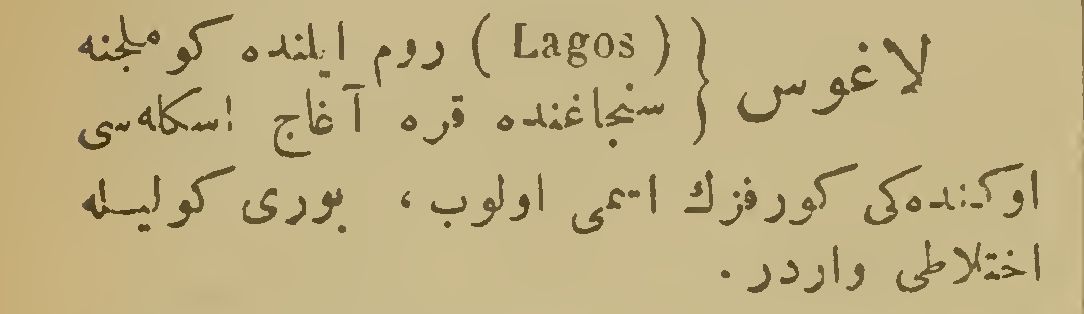 لاغوس { (Lagos) روم ایلنده کوملجنه
سنجاغنده قره آغاج اسکله‌سی
اوکنده‌کی کورفزك اسمی اولوب، بوری کولیله
اختلاطی واردر.